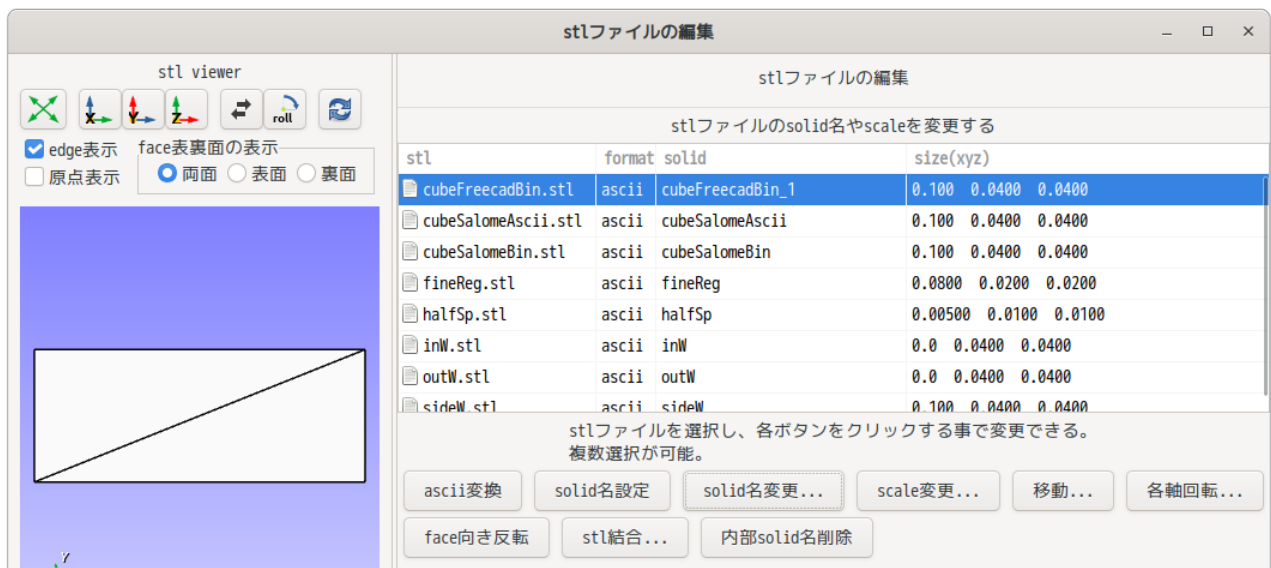 stlファイルの編集
stl viewer
X Y Z roll
edge表示
原点表示
face表裏面の表示
両面 表面 裏面
Y
stlファイルの編集
stlファイルのsolid名やscaleを変更する
stl format solid size(xyz)
cubeFreecadBin.stl ascii cubeFreecadBin_1 0.100 0.0400 0.0400
cubeSalomeAscii.stl ascii cubeSalomeAscii 0.100 0.0400 0.0400
cubeSalomeBin.stl ascii cubeSalomeBin 0.100 0.0400 0.0400
fineReg.stl ascii fineReg 0.0800 0.0200 0.0200
halfSp.stl ascii halfSp 0.00500 0.0100 0.0100
inW.stl ascii inW 0.0 0.0400 0.0400
outW.stl ascii outW 0.0 0.0400 0.0400
sideW.stl ascii sideW 0.100 0.0400 0.0400
stlファイルを選択し、各ボタンをクリックする事で変更できる。
複数選択が可能。
ascii変換 solid名設定 solid名変更... scale変更... 移動... 各軸回転...
face向き反転 stl結合... 内部solid名削除